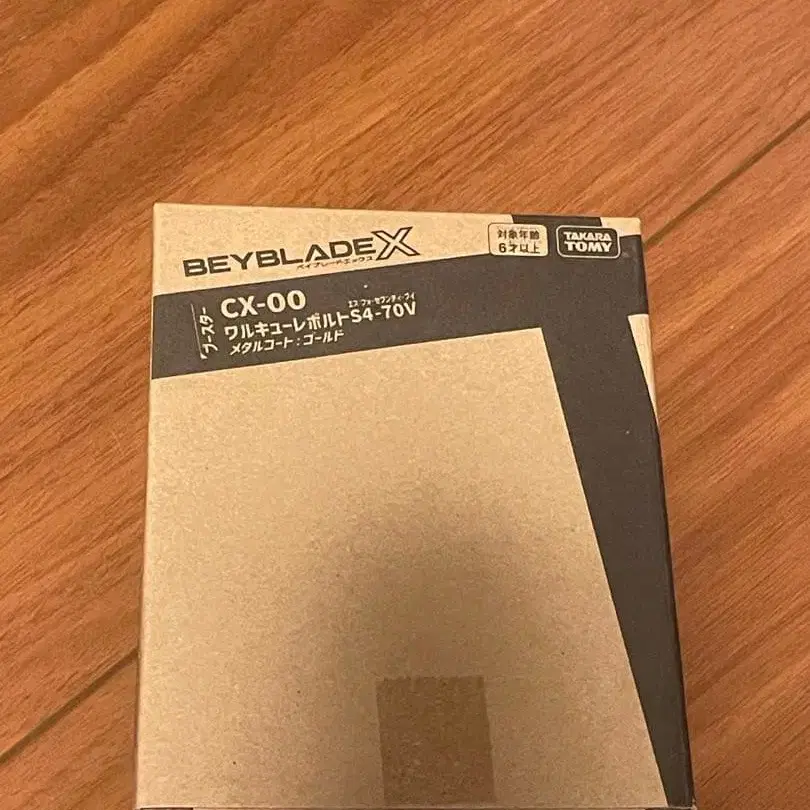 BEYBLADE X
ベイブレードエックス
対象年齢
6才以上
TAKARA
TOMY
ブースター
CX-00
エス フォーセブンティ・ブイ
ワルキューレボルトS4-70V
メタルコート:ゴールド